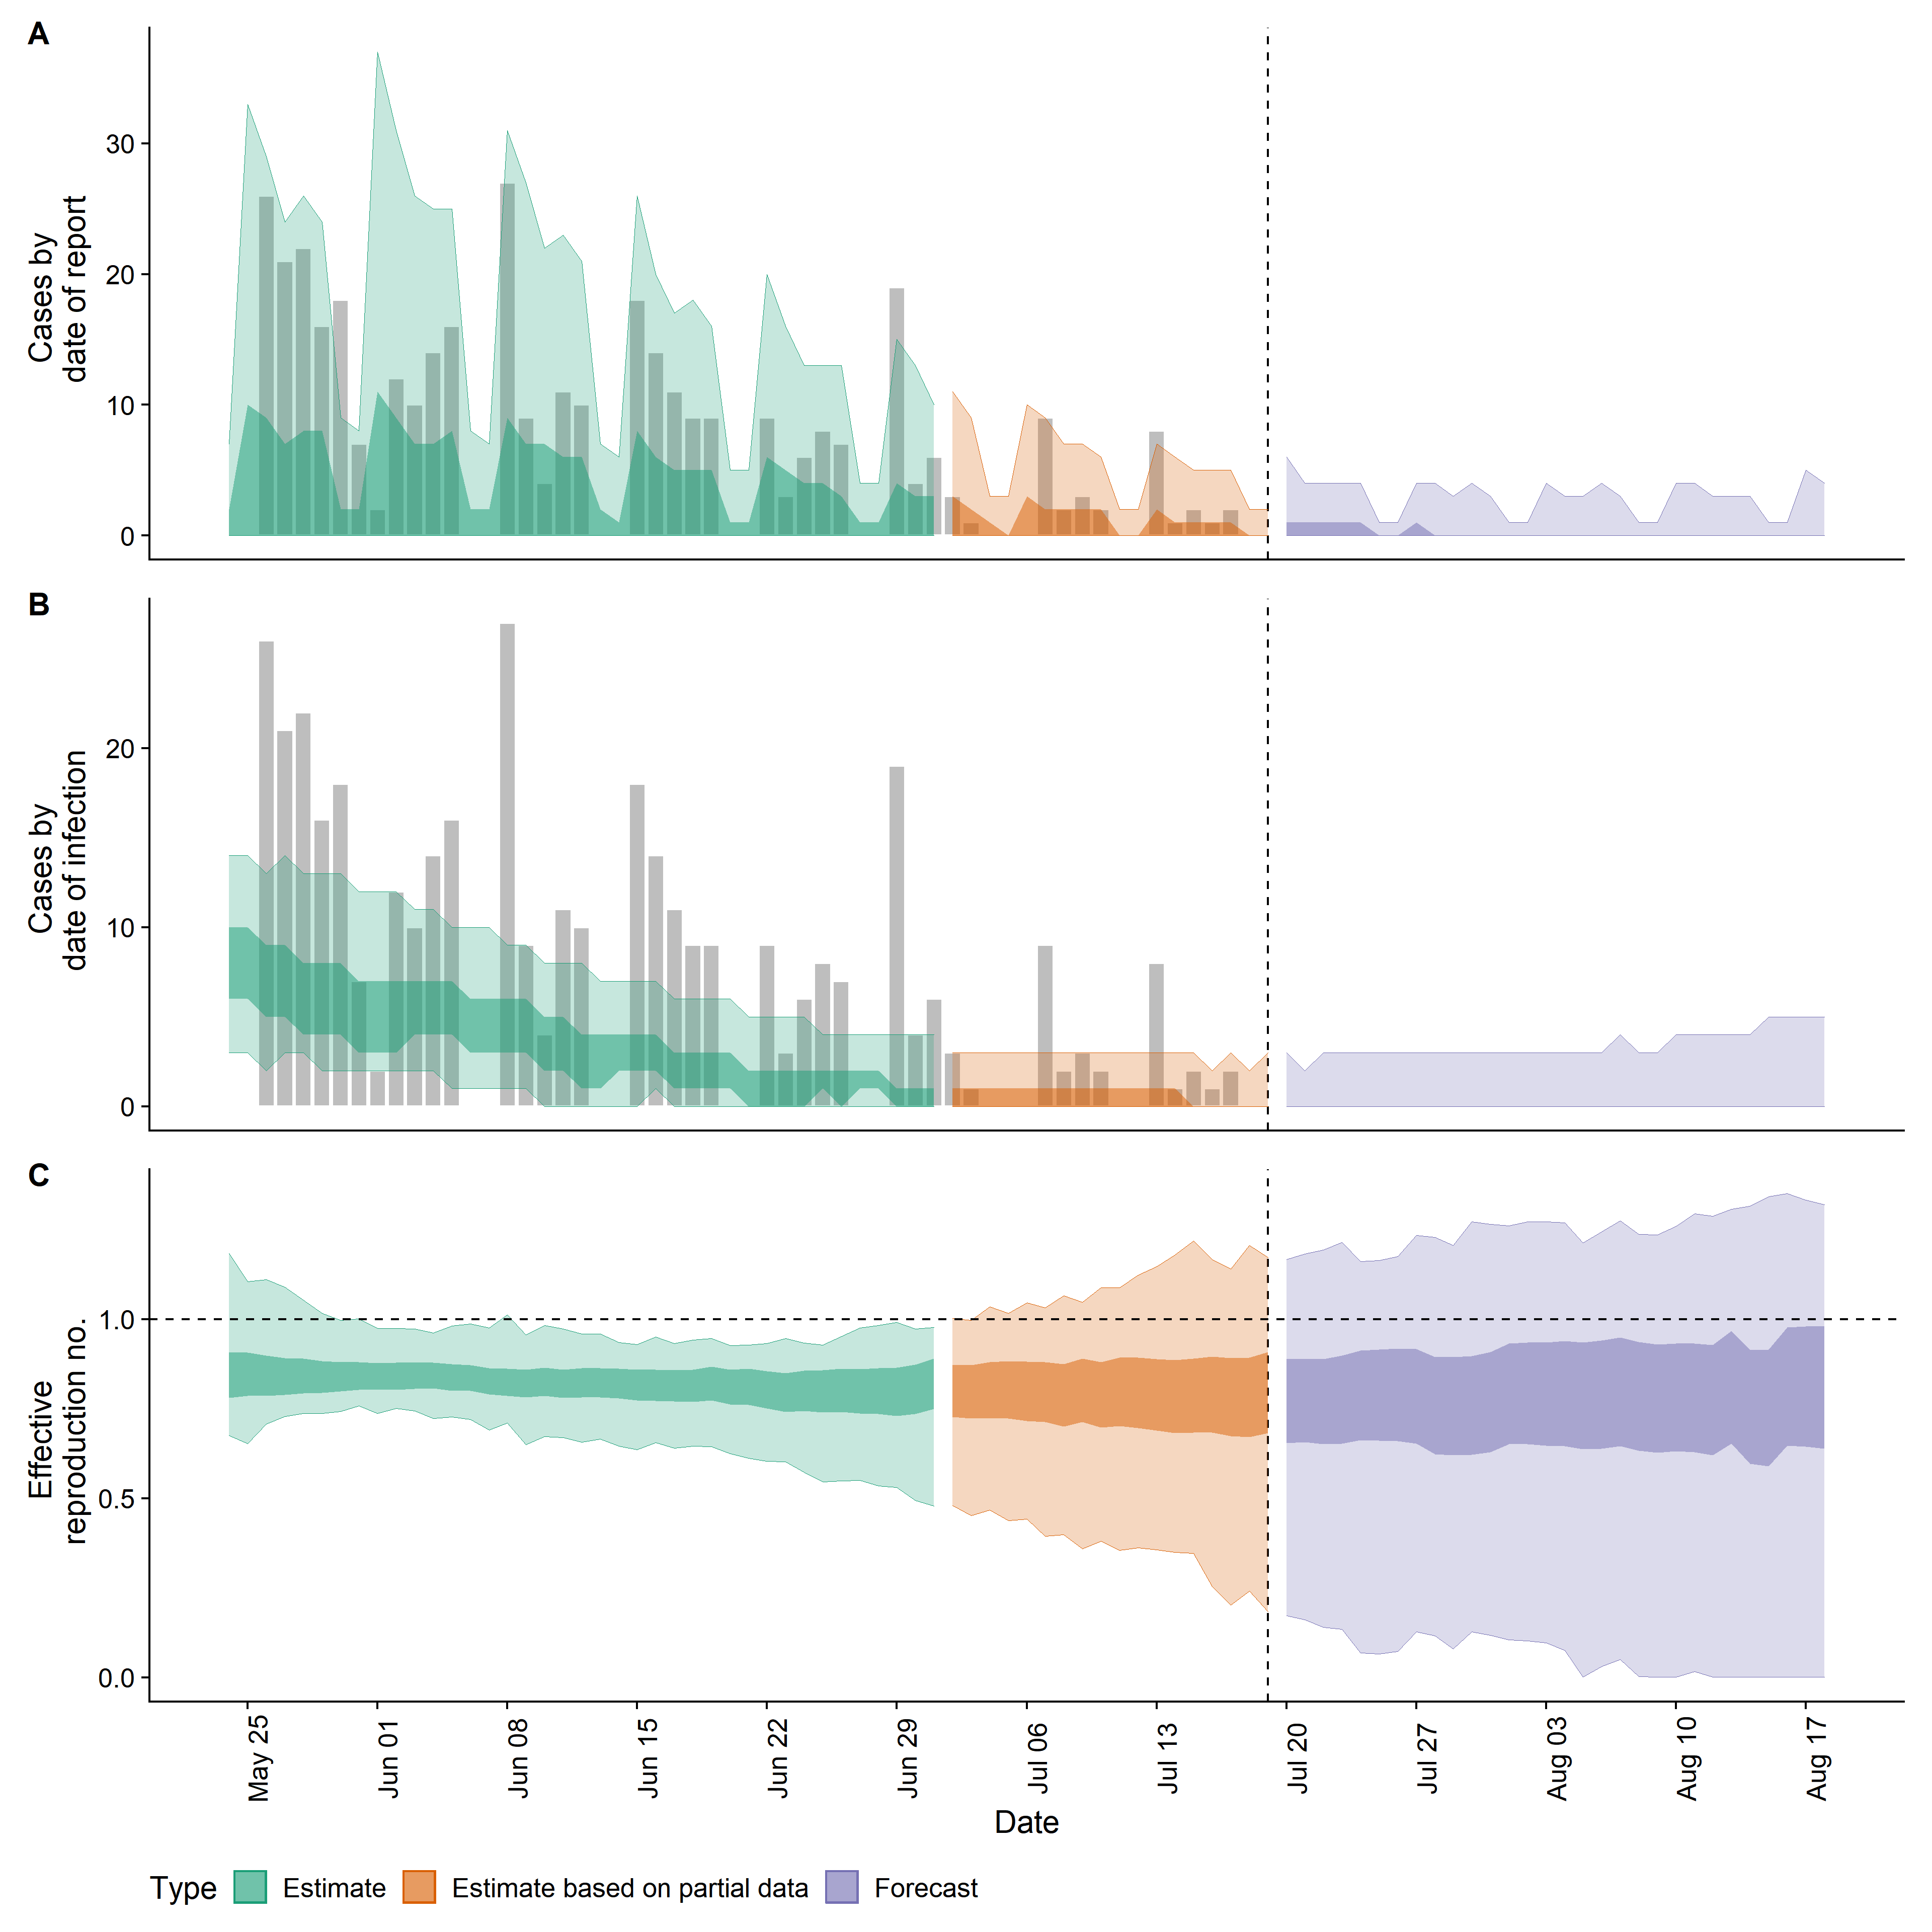 A
Cases by
date of report
30
20
10
0
B
Cases by
date of infection
20
10
0
C
Effective
reproduction no.
1.0
0.5
0.0
May 25
Jun 01
Jun 08
Jun 15
Jun 22
Jun 29
Jul 06
Jul 13
Jul 20
Jul 27
Aug 03
Aug 10
Aug 17
Date
Type Estimate Estimate based on partial data Forecast